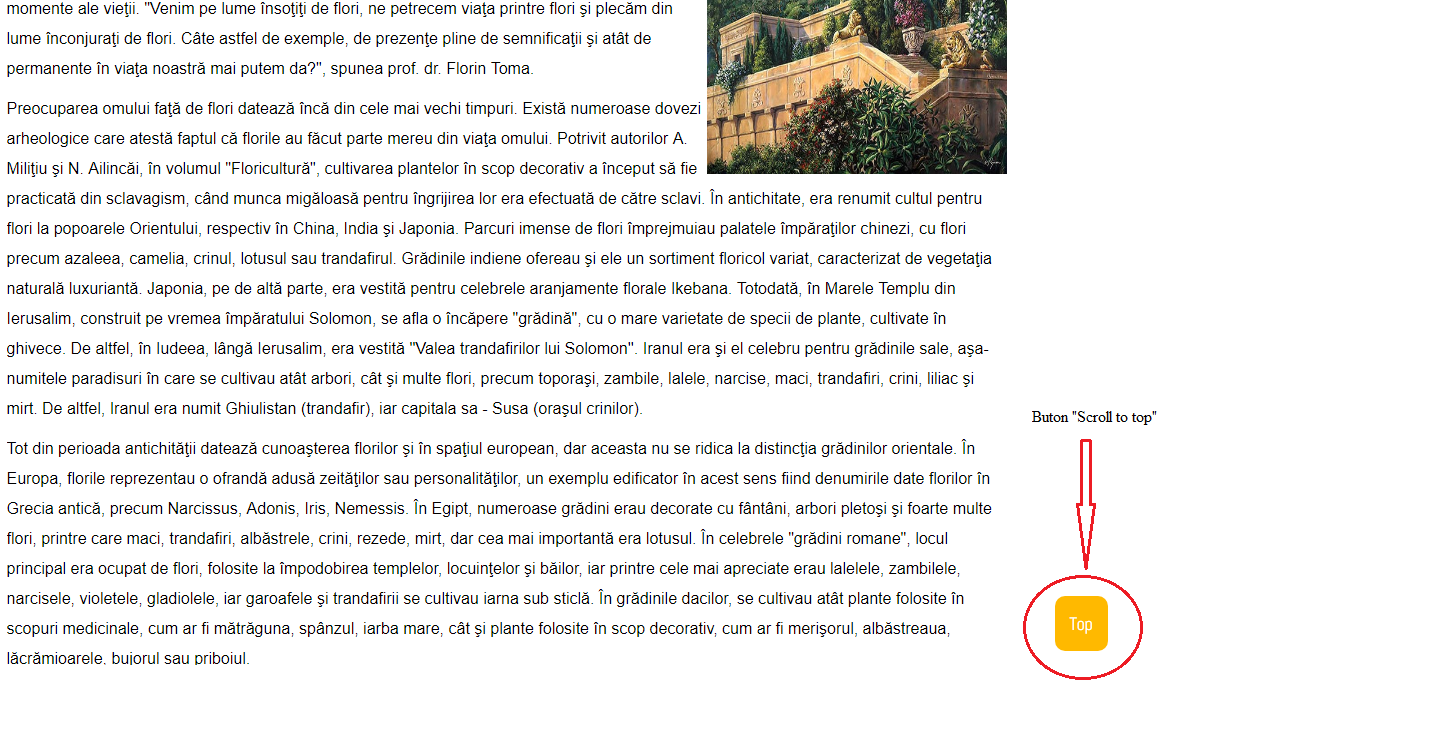 momente ale vieţii. "Venim pe lume însoţiţi de flori, ne petrecem viaţa printre flori şi plecăm din
lume înconjuraţi de flori. Câte astfel de exemple, de prezenţe pline de semnificaţii şi atât de
permanente în viaţa noastră mai putem da?", spunea prof. dr. Florin Toma.
Preocuparea omului faţă de flori datează încă din cele mai vechi timpuri. Există numeroase dovezi
arheologice care atestă faptul că florile au făcut parte mereu din viaţa omului. Potrivit autorilor A.
Miliţiu şi N. Ailincăi, în volumul "Floricultură", cultivarea plantelor în scop decorativ a început să fie
practicată din sclavagism, când munca migăloasă pentru îngrijirea lor era efectuată de către sclavi. În antichitate, era renumit cultul pentru
flori la popoarele Orientului, respectiv în China, India şi Japonia. Parcuri imense de flori împrejmuiau palatele împăraţilor chinezi, cu flori
precum azaleea, camelia, crinul, lotusul sau trandafirul. Grădinile indiene ofereau şi ele un sortiment floricol variat, caracterizat de vegetaţia
naturală luxuriantă. Japonia, pe de altă parte, era vestită pentru celebrele aranjamente florale Ikebana. Totodată, în Marele Templu din
Ierusalim, construit pe vremea împăratului Solomon, se afla o încăpere "grădină", cu o mare varietate de specii de plante, cultivate în
ghivece. De altfel, în Iudeea, lângă Ierusalim, era vestită "Valea trandafirilor lui Solomon". Iranul era şi el celebru pentru grădinile sale, aşa-
numitele paradisuri în care se cultivau atât arbori, cât şi multe flori, precum toporaşi, zambile, lalele, narcise, maci, trandafiri, crini, liliac şi
mirt. De altfel, Iranul era numit Ghiulistan (trandafir), iar capitala sa - Susa (oraşul crinilor).
Buton "Scroll to top"
Tot din perioada antichităţii datează cunoaşterea florilor şi în spaţiul european, dar aceasta nu se ridica la distincţia grădinilor orientale. În
Europa, florile reprezentau o ofrandă adusă zeităţilor sau personalităţilor, un exemplu edificator în acest sens fiind denumirile date florilor în
Grecia antică, precum Narcissus, Adonis, Iris, Nemessis. În Egipt, numeroase grădini erau decorate cu fântâni, arbori pletoşi şi foarte multe
flori, printre care maci, trandafiri, albăstrele, crini, rezede, mirt, dar cea mai importantă era lotusul. În celebrele "grădini romane", locul
principal era ocupat de flori, folosite la împodobirea templelor, locuinţelor şi băilor, iar printre cele mai apreciate erau lalelele, zambilele,
narcisele, violetele, gladiolele, iar garoafele şi trandafirii se cultivau iarna sub sticlă. În grădinile dacilor, se cultivau atât plante folosite în
scopuri medicinale, cum ar fi mătrăguna, spânzul, iarba mare, cât şi plante folosite în scop decorativ, cum ar fi merişorul, albăstreaua,
lăcrămioarele, bujorul sau priboiul.
Top